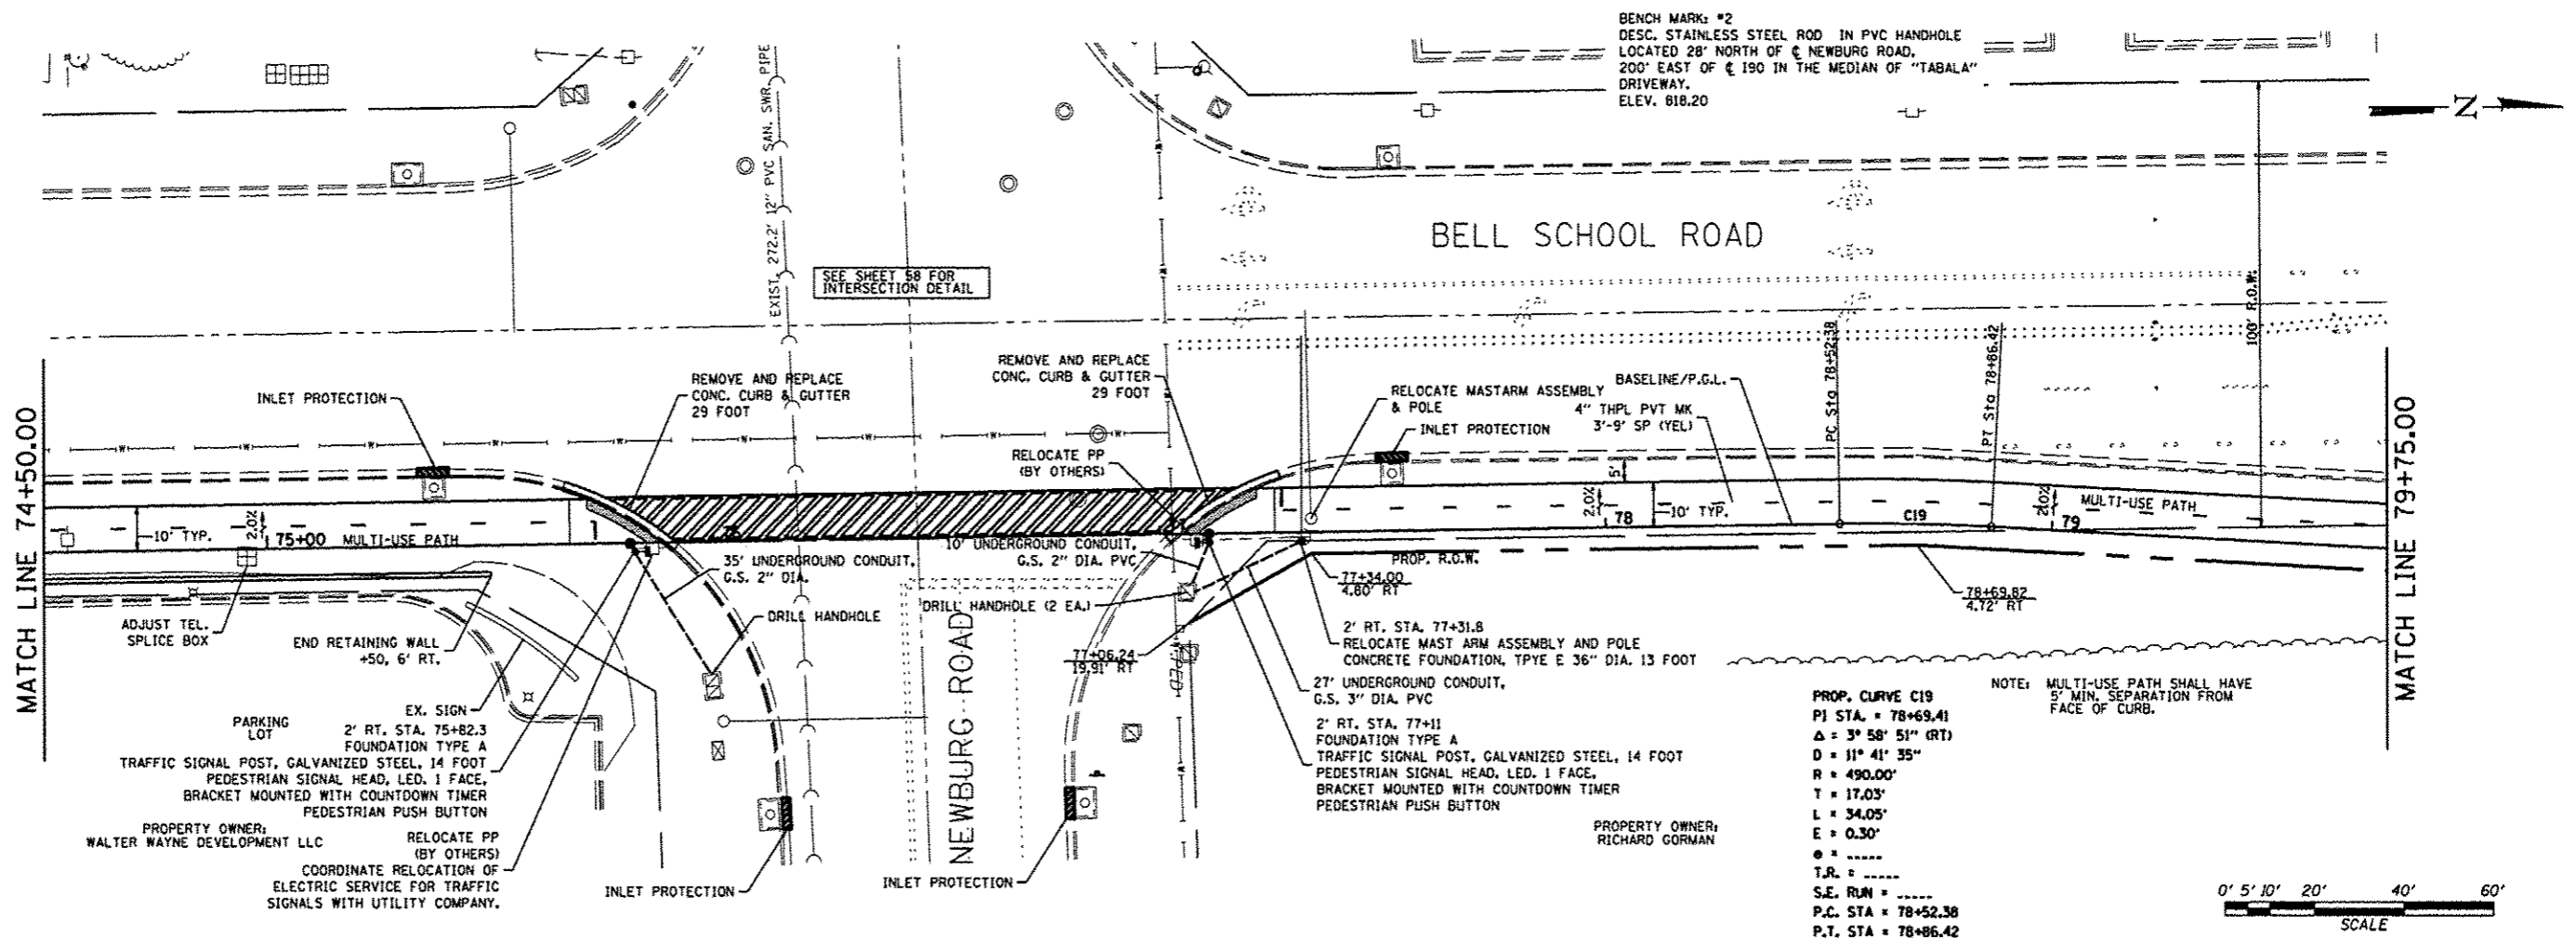 BENCH MARK: #2
DESC. STAINLESS STEEL ROD IN PVC HANDHOLE
LOCATED 28' NORTH OF ℄ NEWBURG ROAD,
200' EAST OF ℄ I90 IN THE MEDIAN OF "TABALA"
DRIVEWAY.
ELEV. 818.20
N
EXIST. 272.2' 12" PVC SAN. SWR. PIPE
BELL SCHOOL ROAD
SEE SHEET 58 FOR
INTERSECTION DETAIL
100' R.O.W.
MATCH LINE 74+50.00
INLET PROTECTION
REMOVE AND REPLACE
CONC. CURB & GUTTER
29 FOOT
REMOVE AND REPLACE
CONC. CURB & GUTTER
29 FOOT
RELOCATE PP
(BY OTHERS)
RELOCATE MASTARM ASSEMBLY
& POLE
INLET PROTECTION
BASELINE/P.G.L.
4" THPL PVT MK
3'-9' SP (YEL)
PC Sta 78+52.38
PT Sta 78+86.42
MATCH LINE 79+75.00
5'
10' TYP.
2.0%
75+00
MULTI-USE PATH
76
2.0%
78
10' TYP.
C19
2.0%
79
MULTI-USE PATH
35' UNDERGROUND CONDUIT,
G.S. 2" DIA.
10' UNDERGROUND CONDUIT,
G.S. 2" DIA. PVC
PROP. R.O.W.
77+34.00
4.80' RT
78+69.82
4.72' RT
DRILL HANDHOLE
DRILL HANDHOLE (2 EA.)
ADJUST TEL.
SPLICE BOX
END RETAINING WALL
+50, 6' RT.
77+06.24
19.91' RT
2' RT. STA. 77+31.8
RELOCATE MAST ARM ASSEMBLY AND POLE
CONCRETE FOUNDATION, TPYE E 36" DIA. 13 FOOT
27' UNDERGROUND CONDUIT,
G.S. 3" DIA. PVC
NEWBURG ROAD
EX. SIGN
PARKING
LOT
2' RT. STA. 75+82.3
FOUNDATION TYPE A
TRAFFIC SIGNAL POST, GALVANIZED STEEL, 14 FOOT
PEDESTRIAN SIGNAL HEAD, LED, 1 FACE,
BRACKET MOUNTED WITH COUNTDOWN TIMER
PEDESTRIAN PUSH BUTTON
2' RT. STA. 77+11
FOUNDATION TYPE A
TRAFFIC SIGNAL POST, GALVANIZED STEEL, 14 FOOT
PEDESTRIAN SIGNAL HEAD, LED, 1 FACE,
BRACKET MOUNTED WITH COUNTDOWN TIMER
PEDESTRIAN PUSH BUTTON
PROPERTY OWNER:
WALTER WAYNE DEVELOPMENT LLC
RELOCATE PP
(BY OTHERS)
COORDINATE RELOCATION OF
ELECTRIC SERVICE FOR TRAFFIC
SIGNALS WITH UTILITY COMPANY.
INLET PROTECTION
INLET PROTECTION
PROPERTY OWNER:
RICHARD GORMAN
NOTE: MULTI-USE PATH SHALL HAVE
5' MIN. SEPARATION FROM
FACE OF CURB.
PROP. CURVE C19
PI STA. = 78+69.41
Δ = 3° 58' 51" (RT)
D = 11° 41' 35"
R = 490.00'
T = 17.03'
L = 34.05'
E = 0.30'
e = -----
T.R. = -----
S.E. RUN = -----
P.C. STA = 78+52.38
P.T. STA = 78+86.42
0' 5' 10' 20' 40' 60'
SCALE